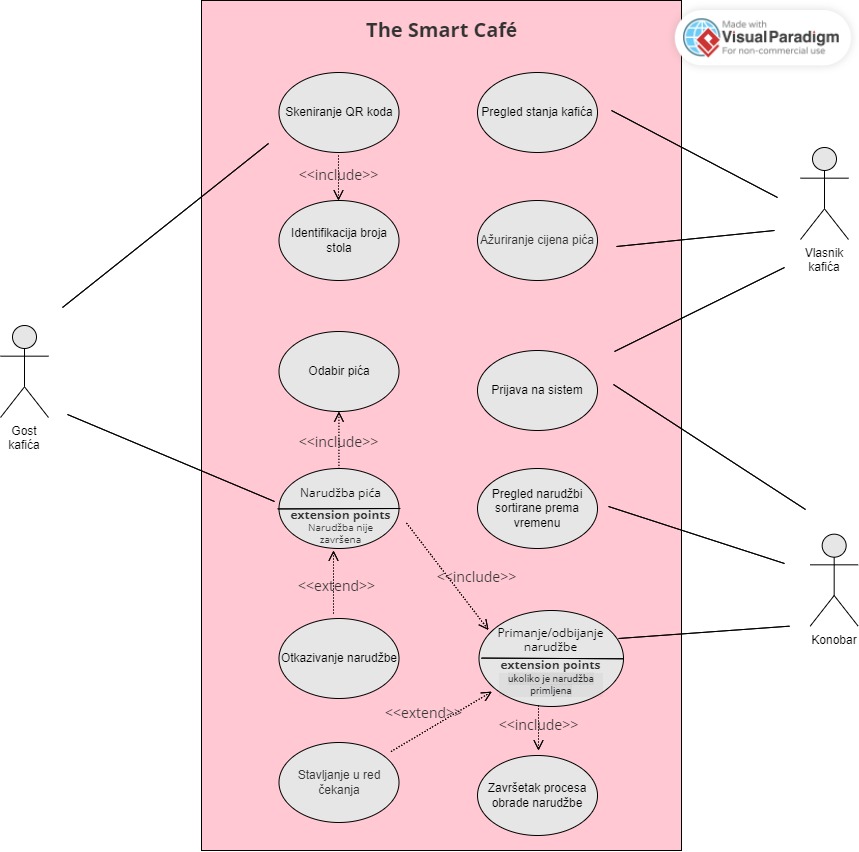 The Smart Café
Made with
VisualParadigm
For non-commercial use
Skeniranje QR koda
Pregled stanja kafića
<<include>>
Identifikacija broja
stola
Ažuriranje cijena pića
Vlasnik
kafića
Gost
kafića
Odabir pića
Prijava na sistem
<<include>>
Narudžba pića
extension points
Narudžba nije
završena
Pregled narudžbi
sortirane prema
vremenu
<<extend>>
<<include>>
Konobar
Otkazivanje narudžbe
Primanje/odbijanje
narudžbe
extension points
ukoliko je narudžba
primljena
<<extend>>
<<include>>
Stavljanje u red
čekanja
Završetak procesa
obrade narudžbe